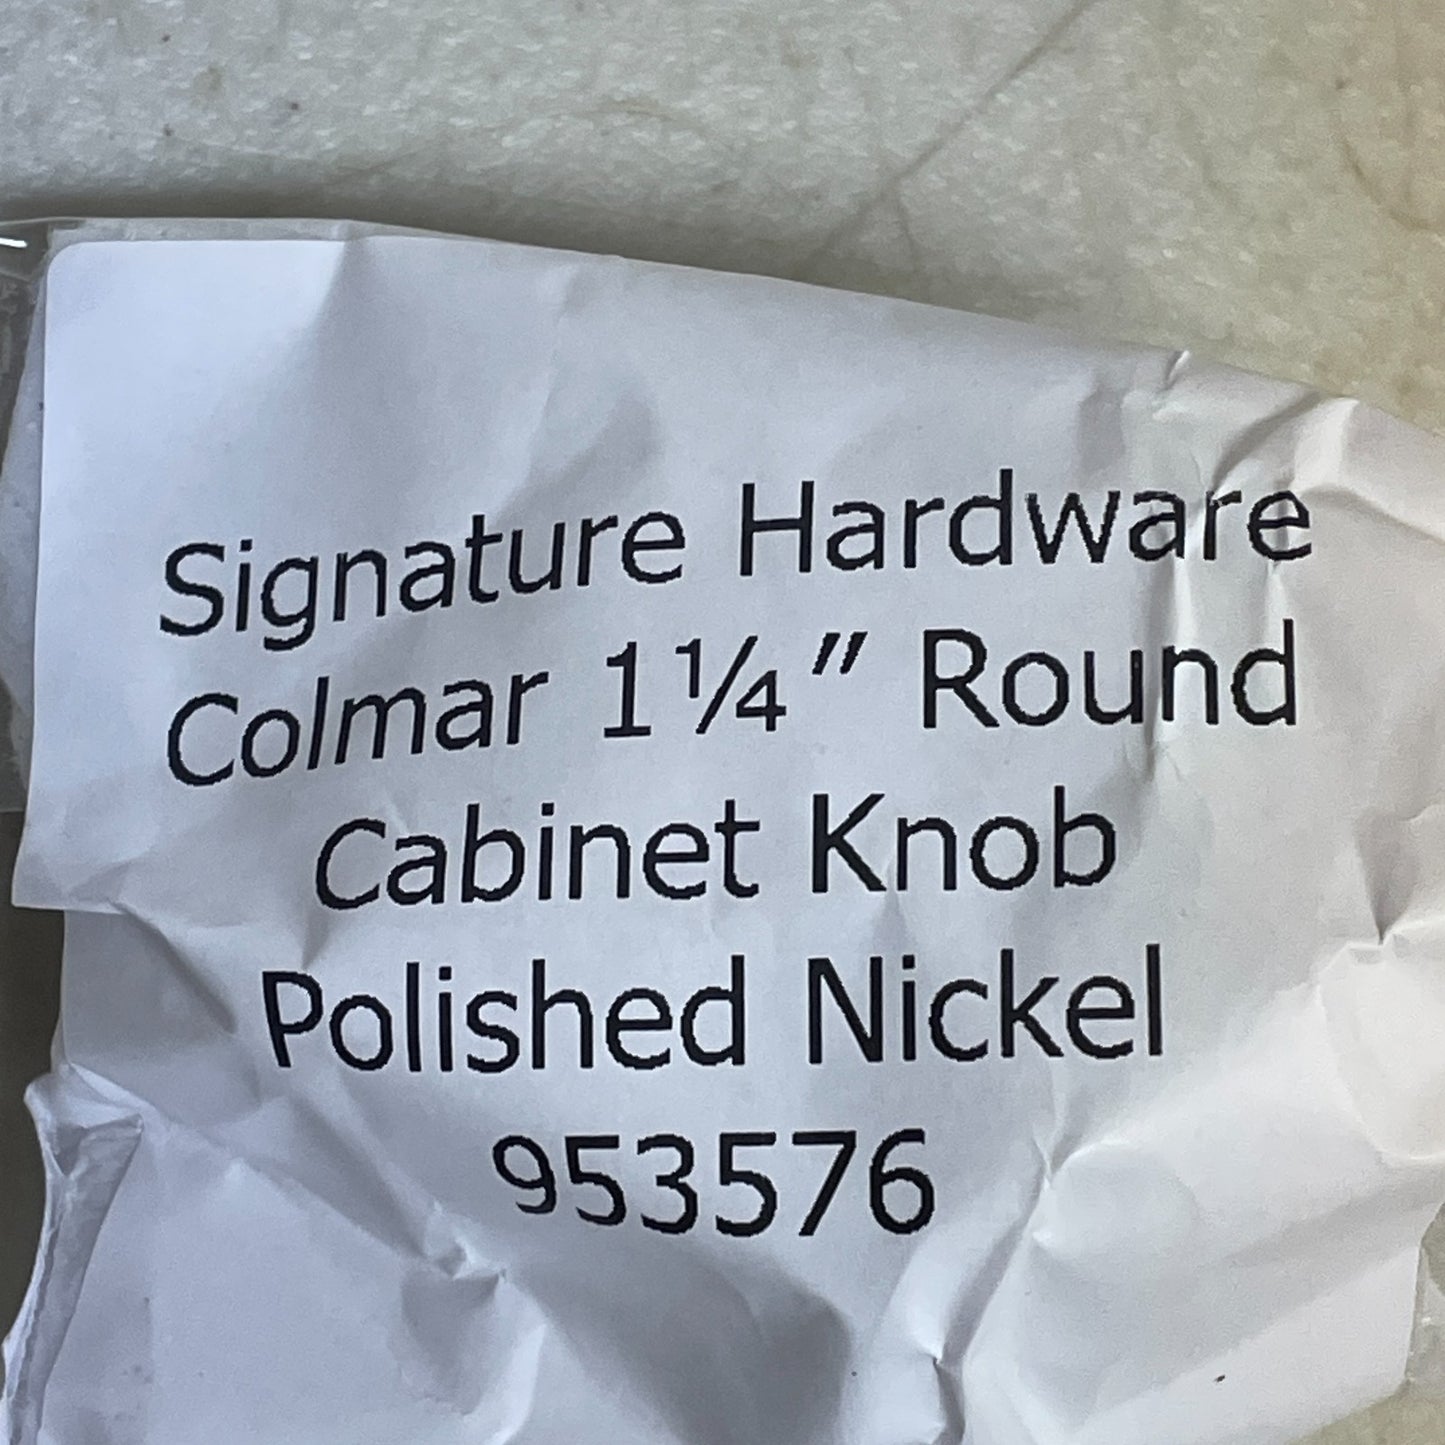 Signature Hardware
Colmar 1¼" Round
Cabinet Knob
Polished Nickel
953576